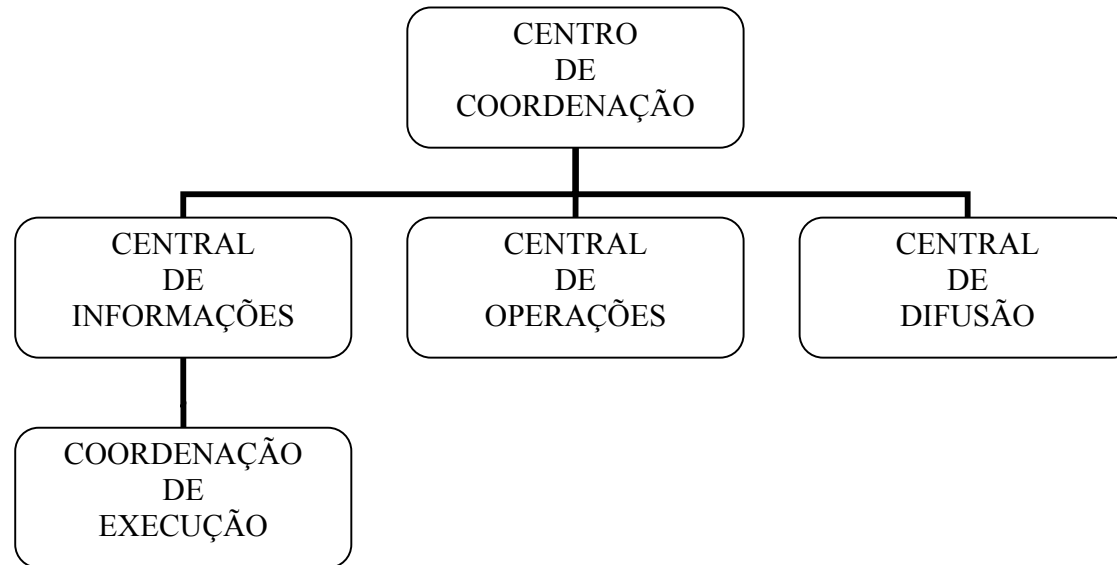 CENTRO
DE
COORDENAÇÃO
CENTRAL
DE
INFORMAÇÕES
CENTRAL
DE
OPERAÇÕES
CENTRAL
DE
DIFUSÃO
COORDENAÇÃO
DE
EXECUÇÃO